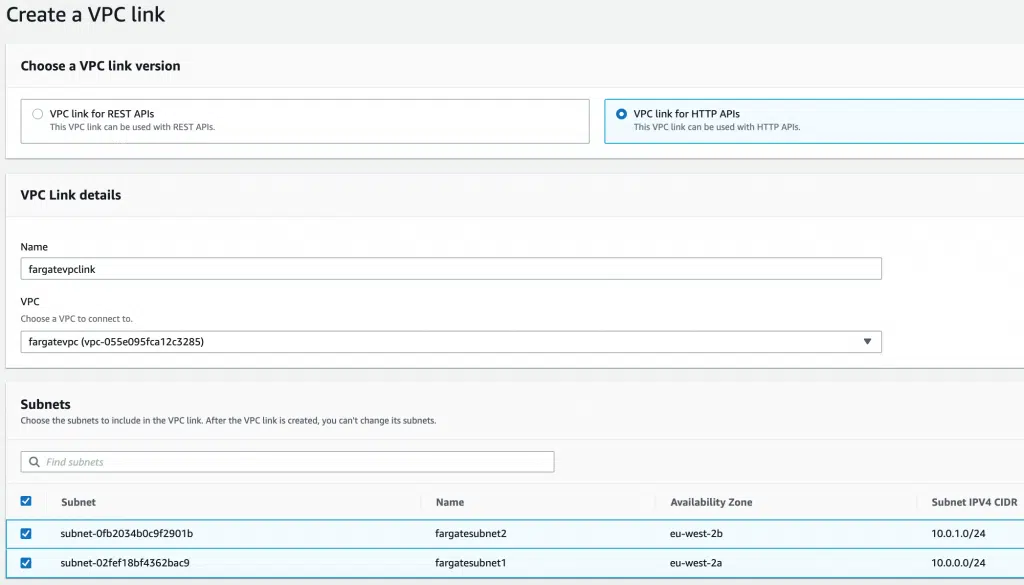 Create a VPC link
Choose a VPC link version
VPC link for REST APIs
This VPC link can be used with REST APIs.
VPC link for HTTP APIs
This VPC link can be used with HTTP APIs.
VPC Link details
Name
fargatevpclink
VPC
Choose a VPC to connect to.
fargatevpc (vpc-055e095fca12c3285)
Subnets
Choose the subnets to include in the VPC link. After the VPC link is created, you can't change its subnets.
Find subnets
Subnet Name Availability Zone Subnet IPV4 CIDR
subnet-0fb2034b0c9f2901b fargatesubnet2 eu-west-2b 10.0.1.0/24
subnet-02fef18bf4362bac9 fargatesubnet1 eu-west-2a 10.0.0.0/24